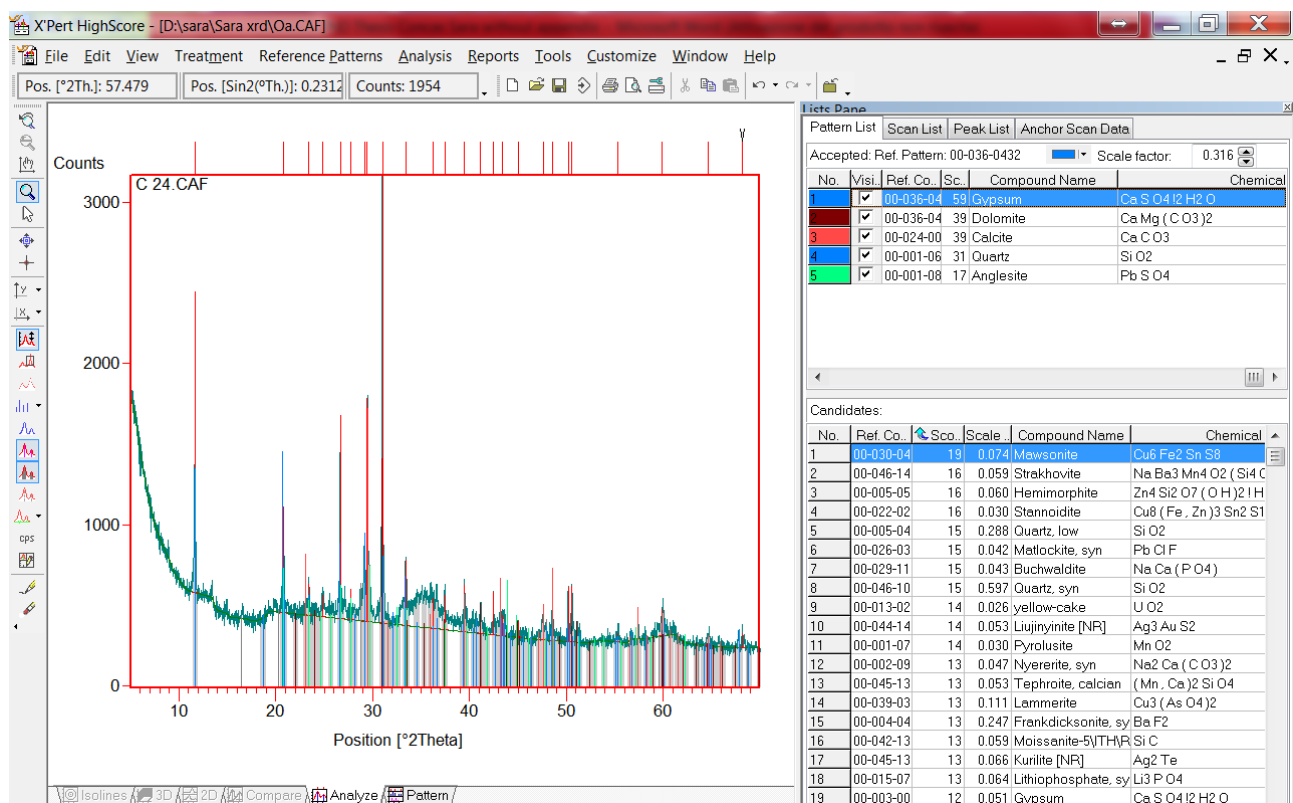 X'Pert HighScore - [D:\sara\Sara xrd\Oa.CAF]
File Edit View Treatment Reference Patterns Analysis Reports Tools Customize Window Help
Pos. [°2Th.]: 57.479 Pos. [Sin2(°Th.)]: 0.2312 Counts: 1954
Lists Pane
Pattern List Scan List Peak List Anchor Scan Data
Accepted: Ref. Pattern: 00-036-0432 Scale factor: 0.316
No. Visi.. Ref. Co.. Sc.. Compound Name Chemical
1 00-036-04 59 Gypsum Ca S O4 !2 H2 O
2 00-036-04 39 Dolomite Ca Mg ( C O3 )2
3 00-024-00 39 Calcite Ca C O3
4 00-001-06 31 Quartz Si O2
5 00-001-08 17 Anglesite Pb S O4
Candidates:
No. Ref. Co.. Sco.. Scale .. Compound Name Chemical
1 00-030-04 19 0.074 Mawsonite Cu6 Fe2 Sn S8
2 00-046-14 16 0.059 Strakhovite Na Ba3 Mn4 O2 ( Si4 O
3 00-005-05 16 0.060 Hemimorphite Zn4 Si2 O7 ( O H )2 ! H
4 00-022-02 16 0.030 Stannoidite Cu8 ( Fe , Zn )3 Sn2 S1
5 00-005-04 15 0.288 Quartz, low Si O2
6 00-026-03 15 0.042 Matlockite, syn Pb Cl F
7 00-029-11 15 0.043 Buchwaldite Na Ca ( P O4 )
8 00-046-10 15 0.597 Quartz, syn Si O2
9 00-013-02 14 0.026 yellow-cake U O2
10 00-044-14 14 0.053 Liujinyinite [NR] Ag3 Au S2
11 00-001-07 14 0.030 Pyrolusite Mn O2
12 00-002-09 13 0.047 Nyererite, syn Na2 Ca ( C O3 )2
13 00-045-13 13 0.053 Tephroite, calcian ( Mn , Ca )2 Si O4
14 00-039-03 13 0.111 Lammerite Cu3 ( As O4 )2
15 00-004-04 13 0.247 Frankdicksonite, sy Ba F2
16 00-042-13 13 0.059 Moissanite-5\ITH\R Si C
17 00-045-13 13 0.066 Kurilite [NR] Ag2 Te
18 00-015-07 13 0.064 Lithiophosphate, sy Li3 P O4
19 00-003-00 12 0.051 Gypsum Ca S O4 !2 H2 O
Counts
C 24.CAF
3000
2000
1000
0
10 20 30 40 50 60
Position [°2Theta]
cps
Isolines 3D 2D Compare Analyze Pattern